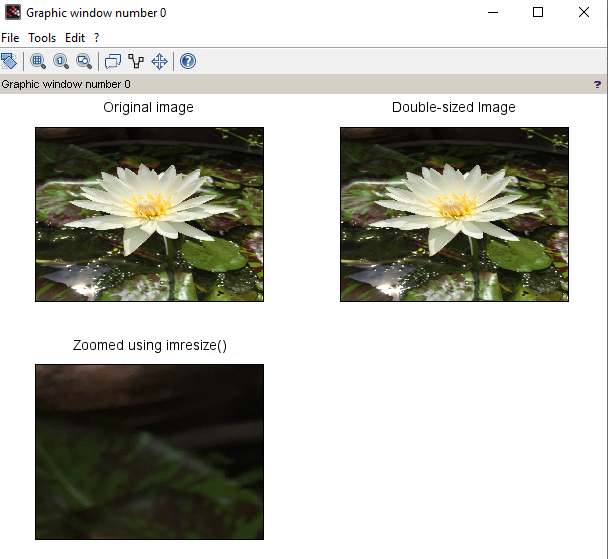 Graphic window number 0
File Tools Edit ?
Graphic window number 0 ?
Original image
Double-sized Image
Zoomed using imresize()